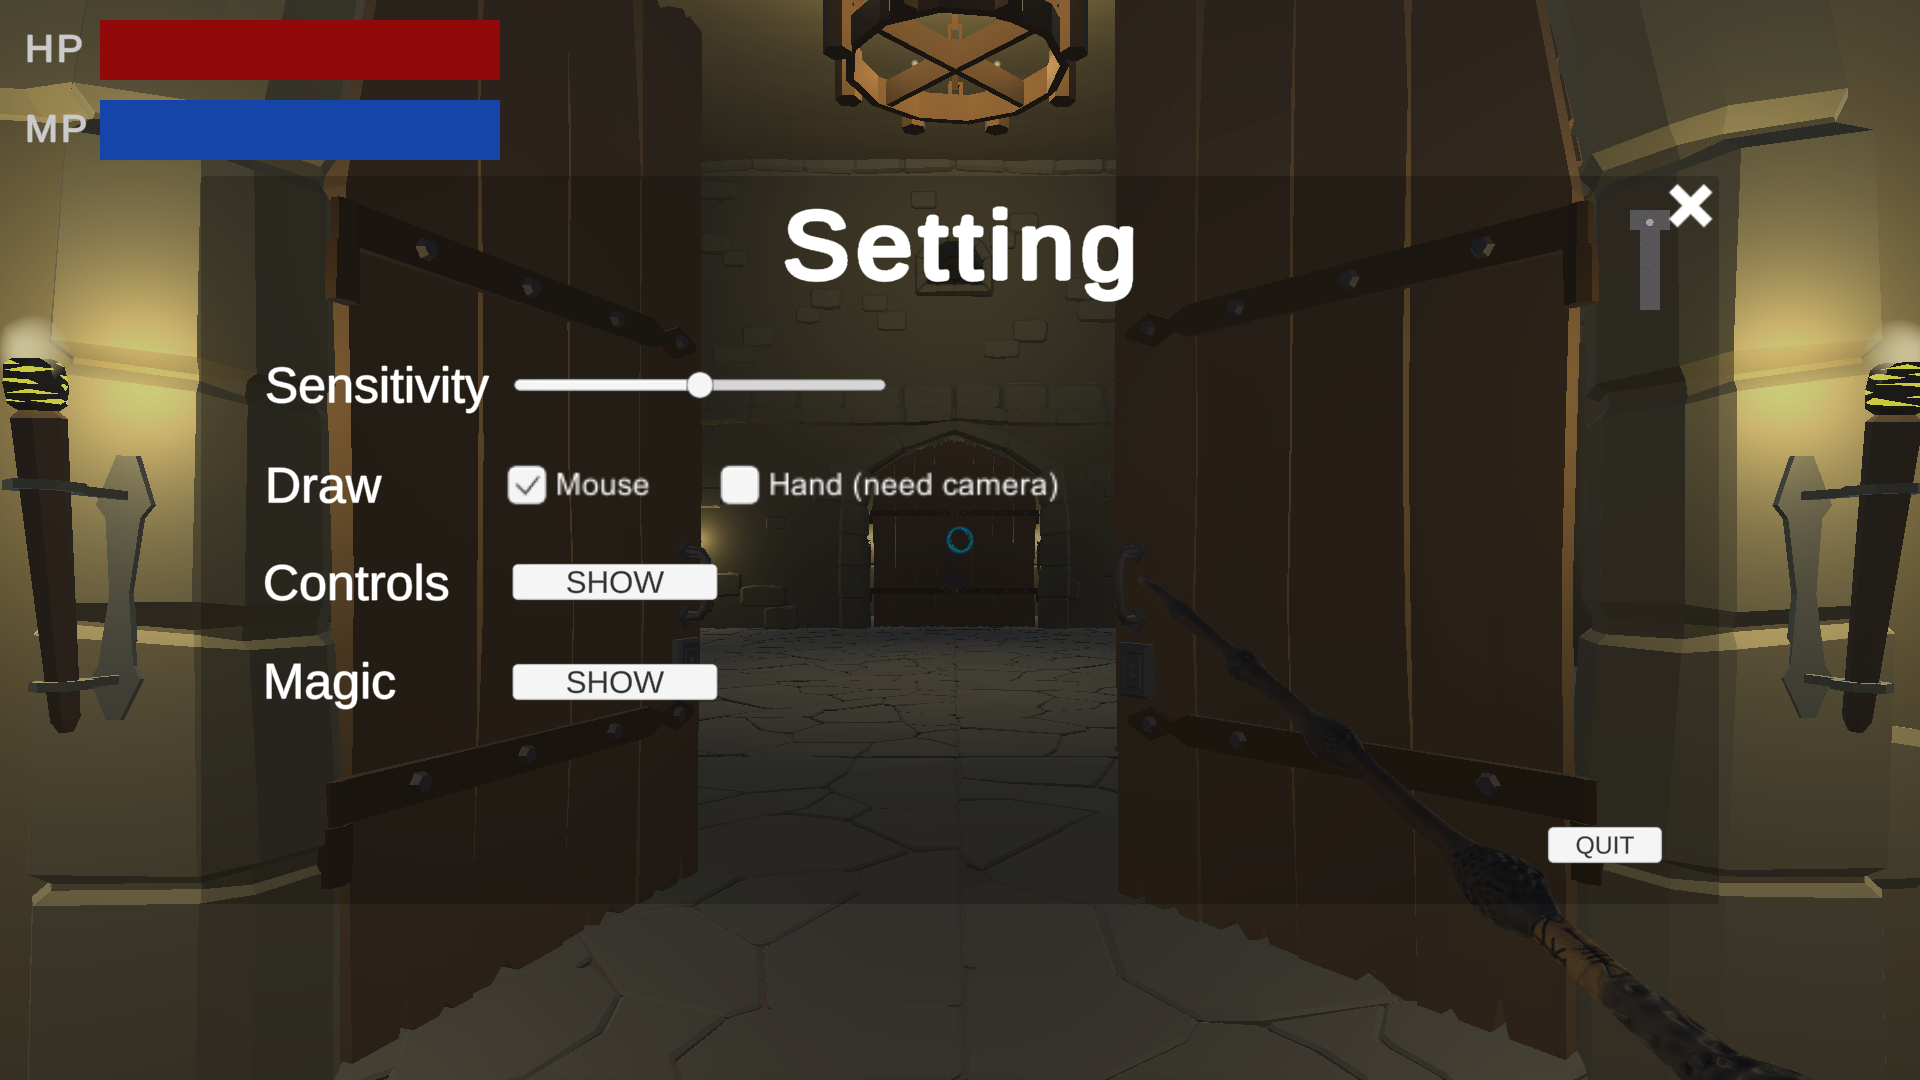 HP
MP
Setting
Sensitivity
Draw Mouse Hand (need camera)
Controls SHOW
Magic SHOW
QUIT